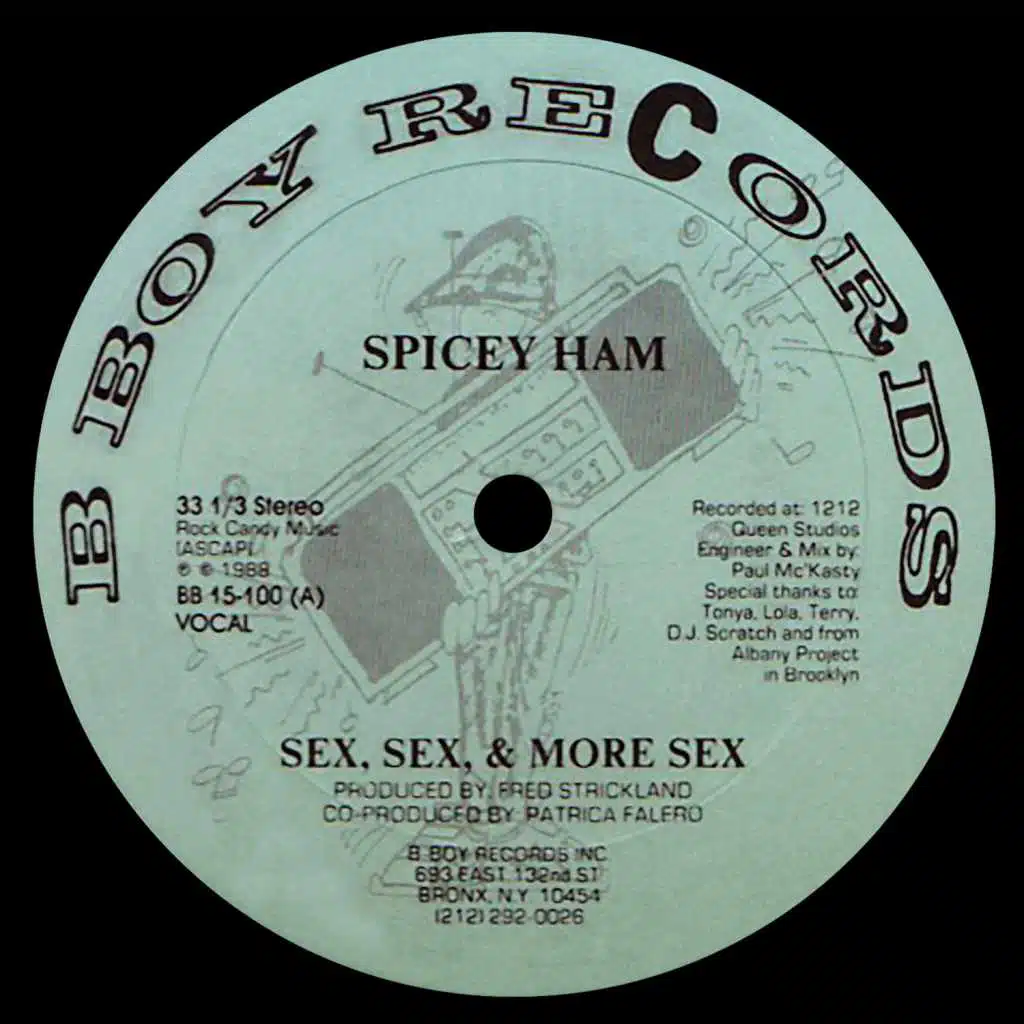 B BOY RECORDS
SPICEY HAM
33 1/3 Stereo
Rock Candy Music
(ASCAP)
℗ © 1988
BB 15-100 (A)
VOCAL
Recorded at: 1212
Queen Studios
Engineer & Mix by:
Paul Mc'Kasty
Special thanks to:
Tonya, Lola, Terry,
D.J. Scratch and from
Albany Project
in Brooklyn
SEX, SEX, & MORE SEX
PRODUCED BY: FRED STRICKLAND
CO-PRODUCED BY: PATRICA FALERO
B BOY RECORDS INC.
693 EAST 132nd ST
BRONX, N.Y. 10454
(212) 292-0026